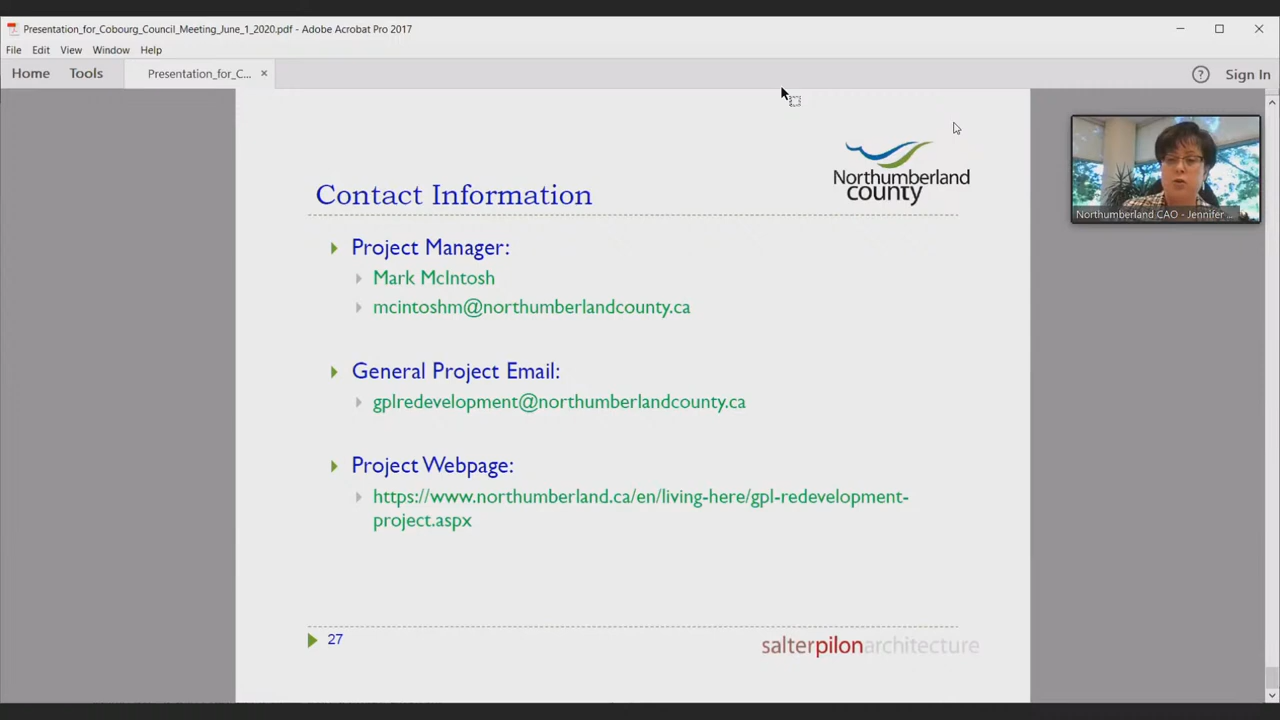 Presentation_for_Cobourg_Council_Meeting_June_1_2020.pdf - Adobe Acrobat Pro 2017
File Edit View Window Help
Home Tools Presentation_for_C... × ? Sign In
Northumberland
county
Contact Information
Project Manager:
Mark McIntosh
mcintoshm@northumberlandcounty.ca
General Project Email:
gplredevelopment@northumberlandcounty.ca
Project Webpage:
https://www.northumberland.ca/en/living-here/gpl-redevelopment-
project.aspx
27
salterpilonarchitecture
Northumberland CAO - Jennifer ...